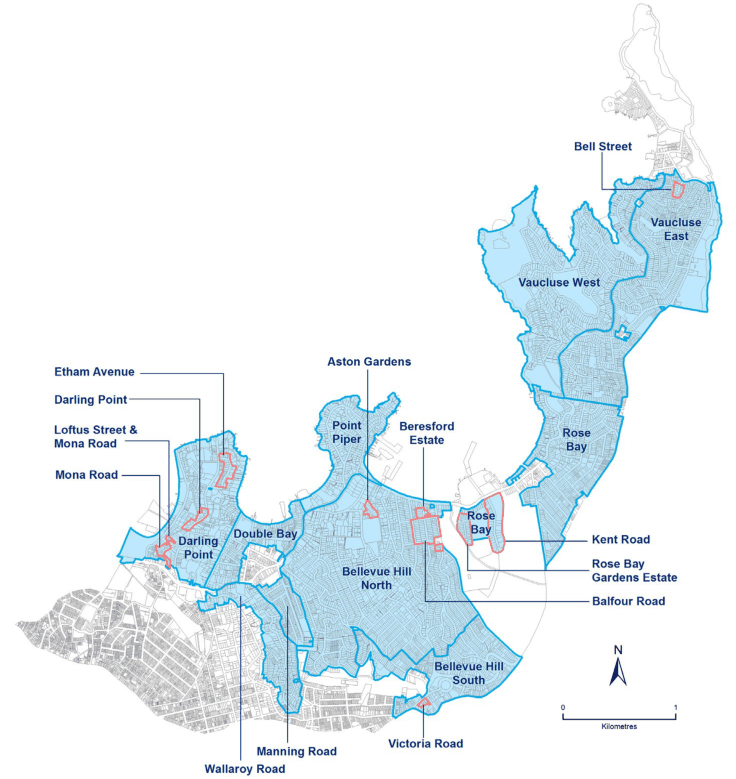 Bell Street
Vaucluse
East
Vaucluse West
Aston Gardens
Etham Avenue
Darling Point
Loftus Street &
Mona Road
Mona Road
Point
Piper
Beresford
Estate
Rose
Bay
Rose
Bay
Double Bay
Darling
Point
Kent Road
Rose Bay
Gardens Estate
Bellevue Hill
North
Balfour Road
N
Bellevue Hill
South
0
1
Kilometres
Victoria Road
Manning Road
Wallaroy Road